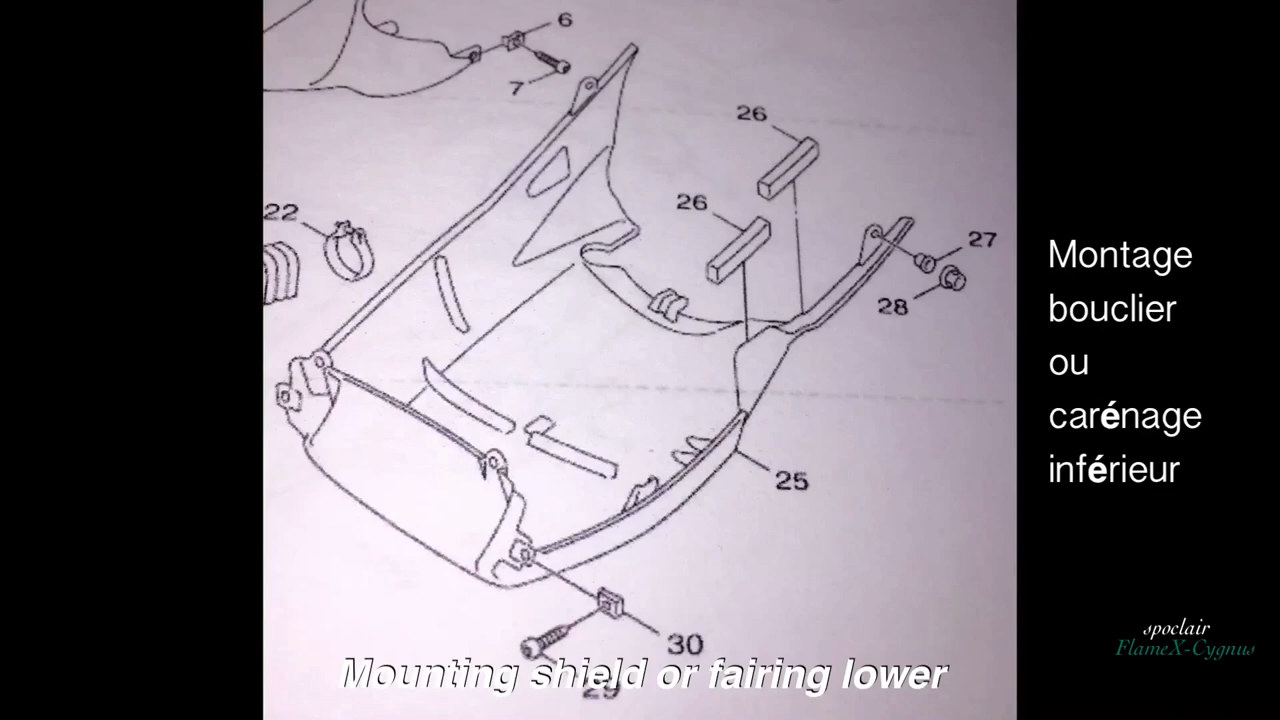 6
7
26
22
26
27
28
25
30
29
Montage
bouclier
ou
carénage
inférieur
spoclair
FlameX-Cygnus
Mounting shield or fairing lower